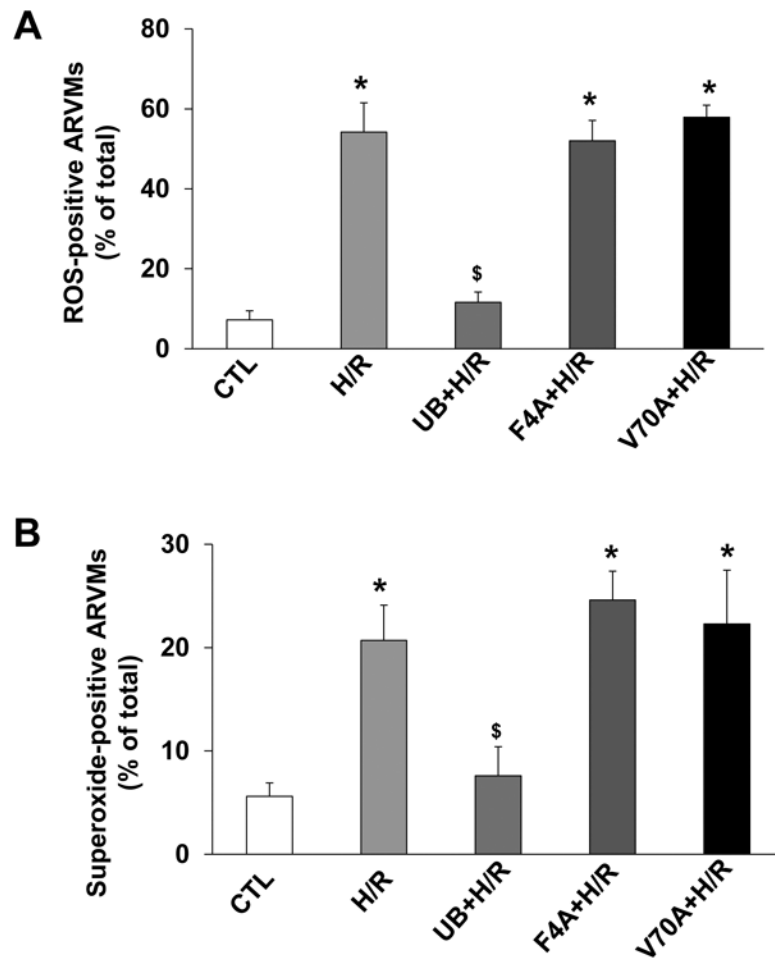 A
ROS-positive ARVMs
(% of total)
80
60
40
20
0
*
$
*
*
CTL
H/R
UB+H/R
F4A+H/R
V70A+H/R
B
Superoxide-positive ARVMs
(% of total)
30
20
10
0
*
$
*
*
CTL
H/R
UB+H/R
F4A+H/R
V70A+H/R